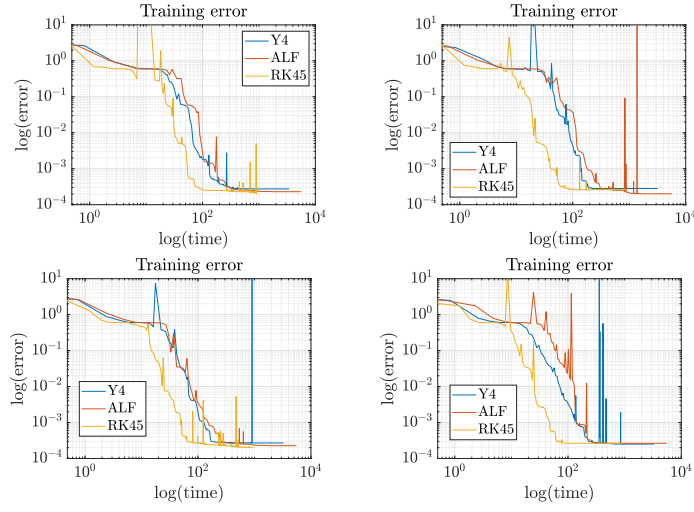 Training error
log(error)
10^1
10^0
10^-1
10^-2
10^-3
10^-4
Y4
ALF
RK45
10^0 10^2 10^4
log(time)
Training error
log(error)
10^1
10^0
10^-1
10^-2
10^-3
10^-4
Y4
ALF
RK45
10^0 10^2 10^4
log(time)
Training error
log(error)
10^1
10^0
10^-1
10^-2
10^-3
10^-4
Y4
ALF
RK45
10^0 10^2 10^4
log(time)
Training error
log(error)
10^1
10^0
10^-1
10^-2
10^-3
10^-4
Y4
ALF
RK45
10^0 10^2 10^4
log(time)